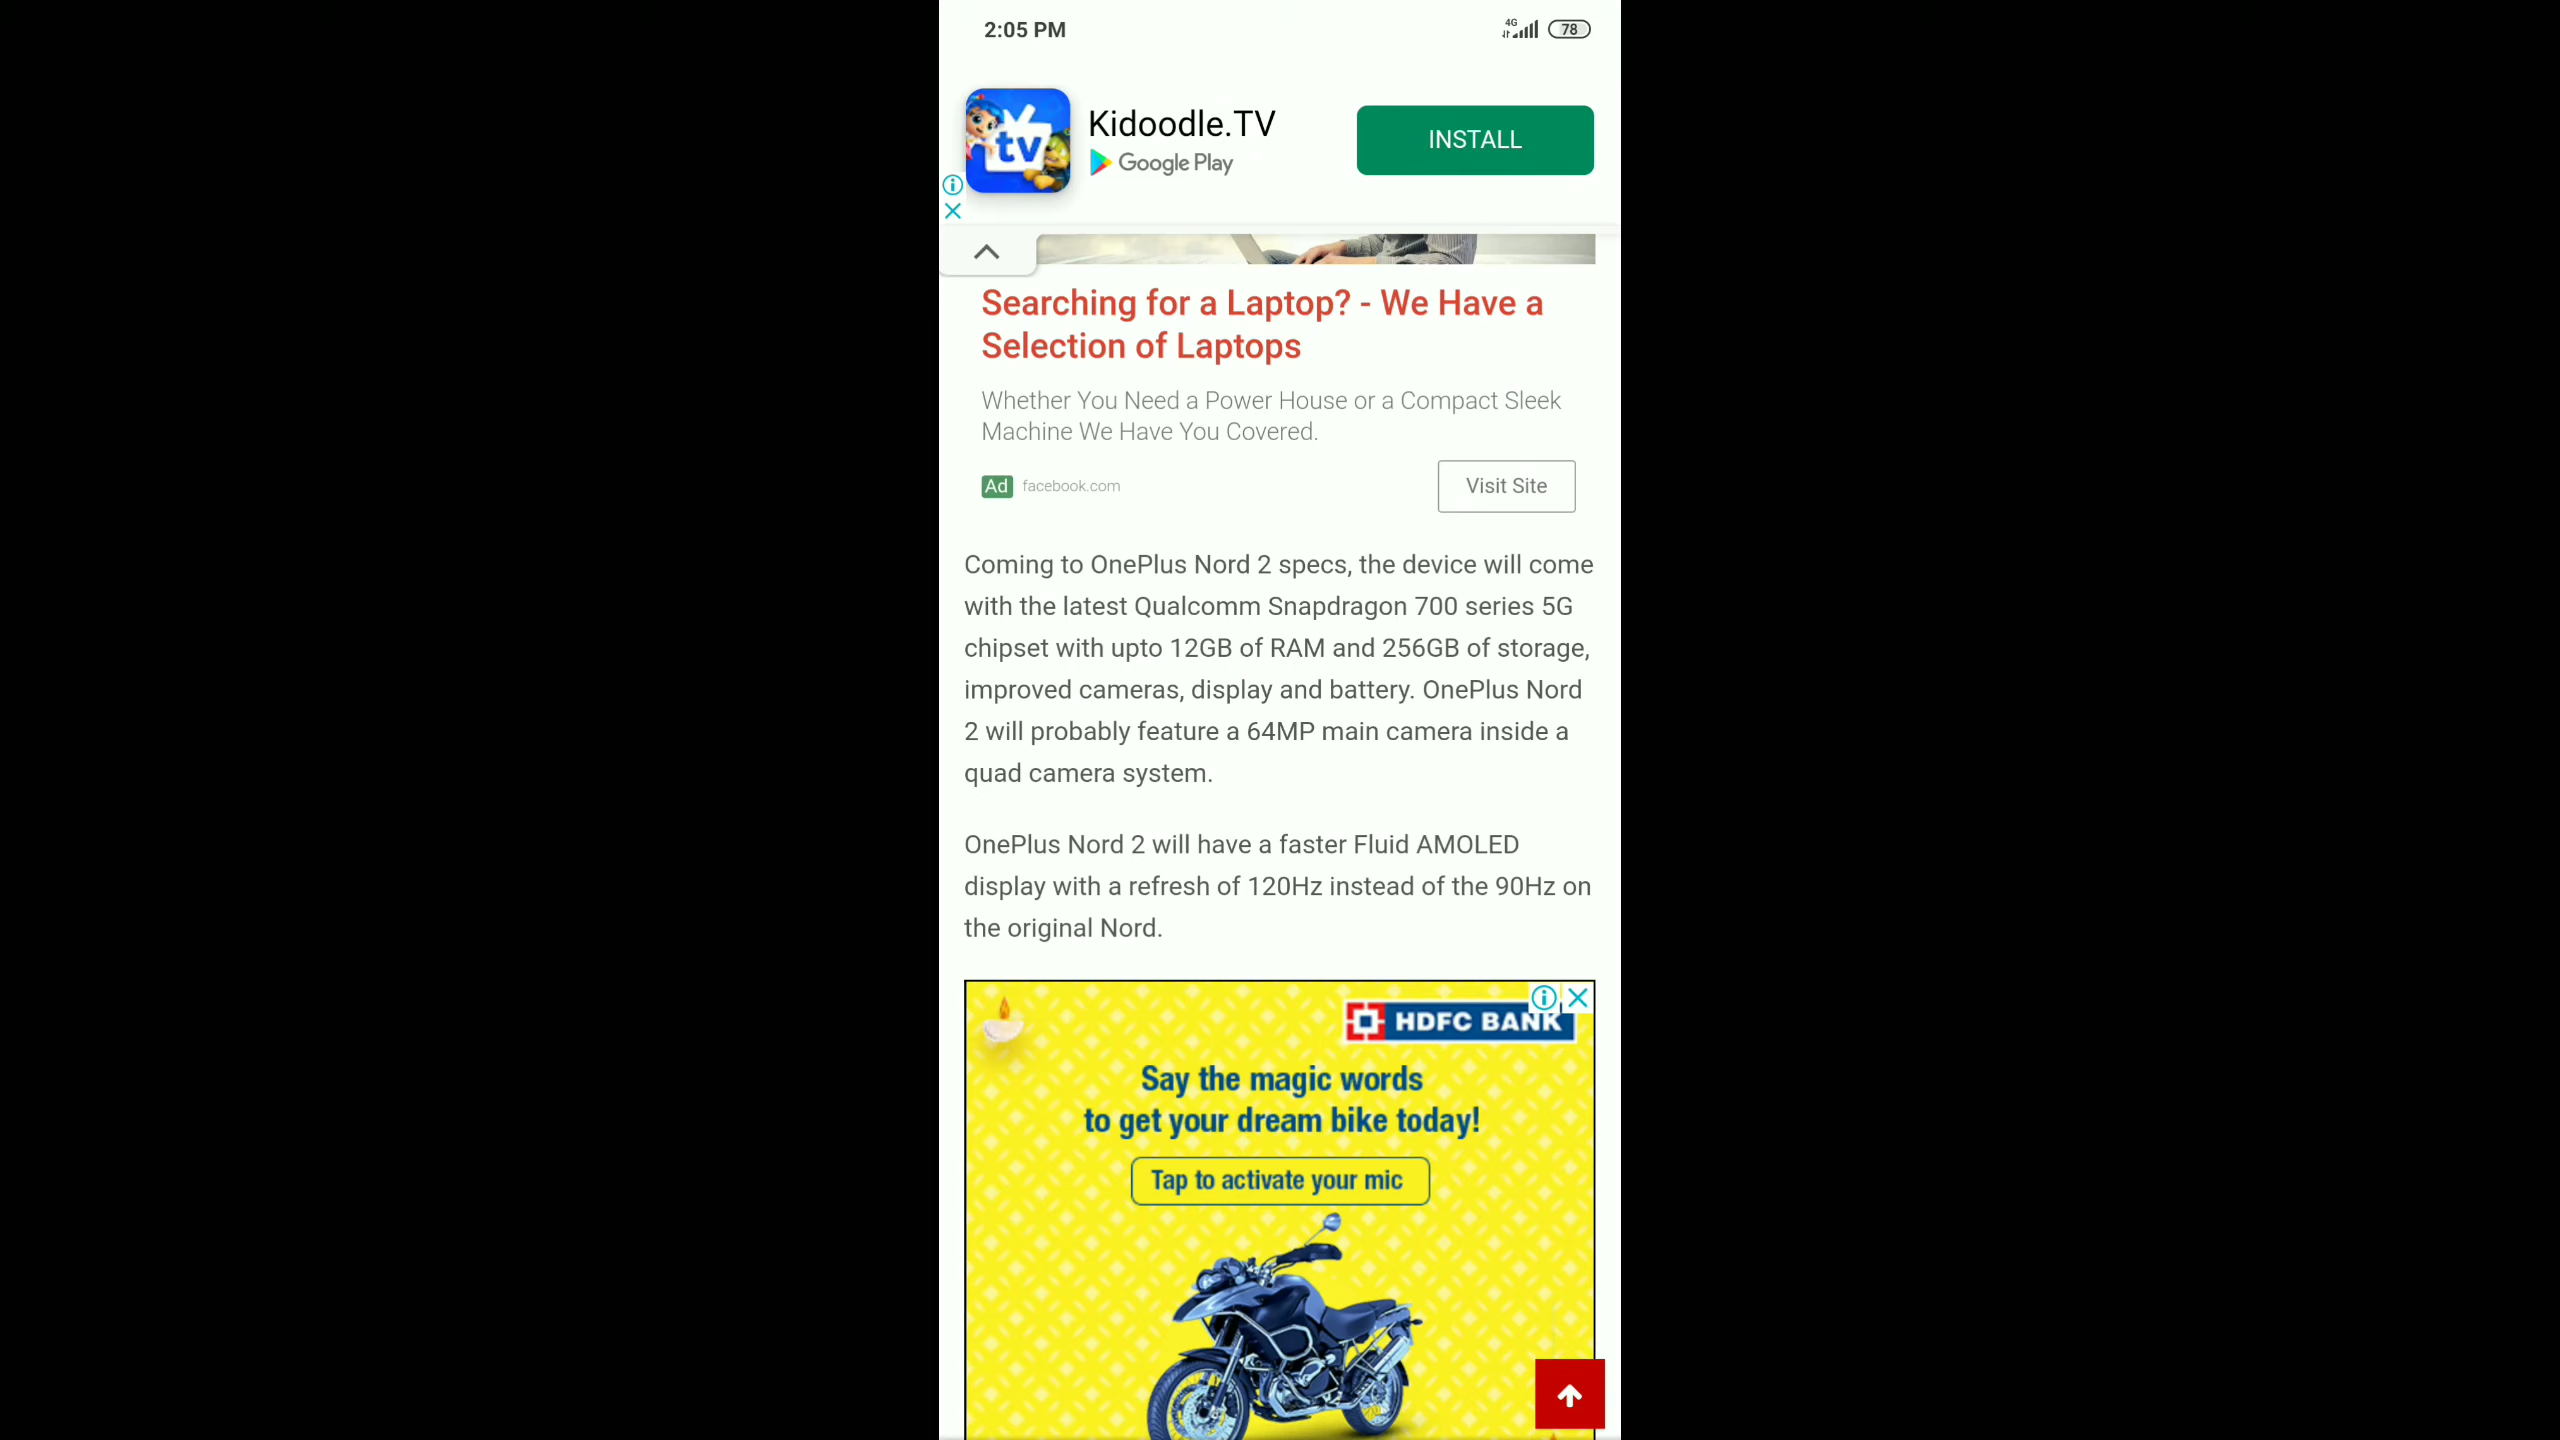 2:05 PM
4G
78
tv
Kidoodle.TV
Google Play
INSTALL
Searching for a Laptop? - We Have a
Selection of Laptops
Whether You Need a Power House or a Compact Sleek
Machine We Have You Covered.
Ad facebook.com
Visit Site
Coming to OnePlus Nord 2 specs, the device will come
with the latest Qualcomm Snapdragon 700 series 5G
chipset with upto 12GB of RAM and 256GB of storage,
improved cameras, display and battery. OnePlus Nord
2 will probably feature a 64MP main camera inside a
quad camera system.
OnePlus Nord 2 will have a faster Fluid AMOLED
display with a refresh of 120Hz instead of the 90Hz on
the original Nord.
HDFC BANK
Say the magic words
to get your dream bike today!
Tap to activate your mic